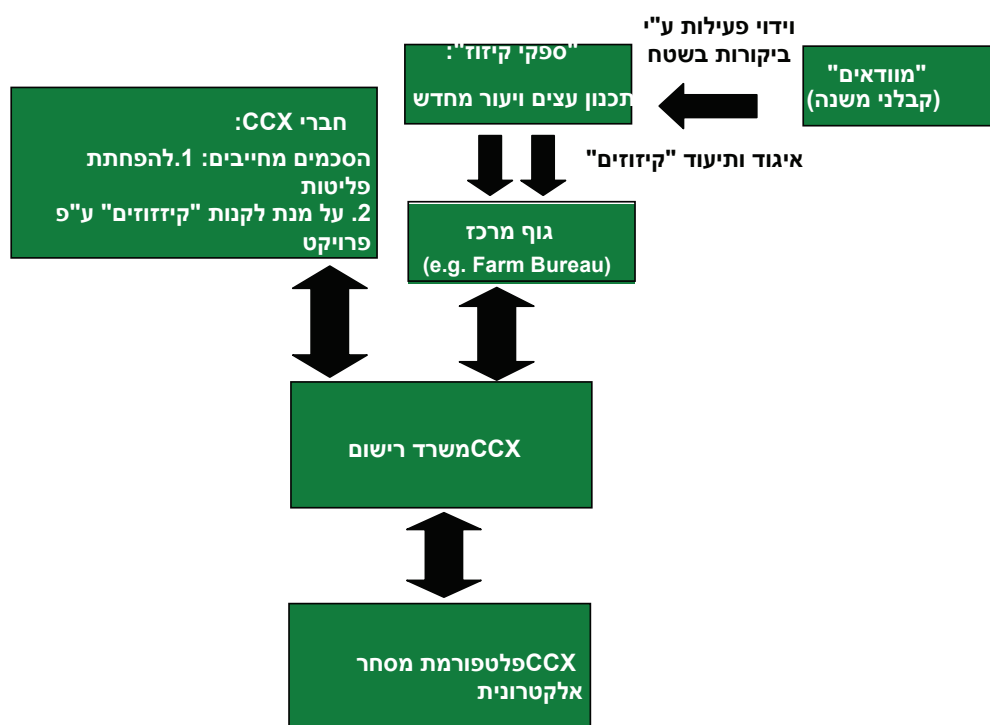 וידוי פעילות ע"י
ביקורות בשטח
"מוודאים"
(קבלני משנה)
"ספקי קיזוז":
תכנון עצים ויעור מחדש
איגוד ותיעוד "קיזוזים"
חברי CCX:
הסכמים מחייבים: 1.להפחתת
פליטות
2. על מנת לקנות "קיזזוזים" ע"פ
פרויקט
גוף מרכז
(e.g. Farm Bureau)
CCXמשרד רישום
CCXפלטפורמת מסחר
אלקטרונית